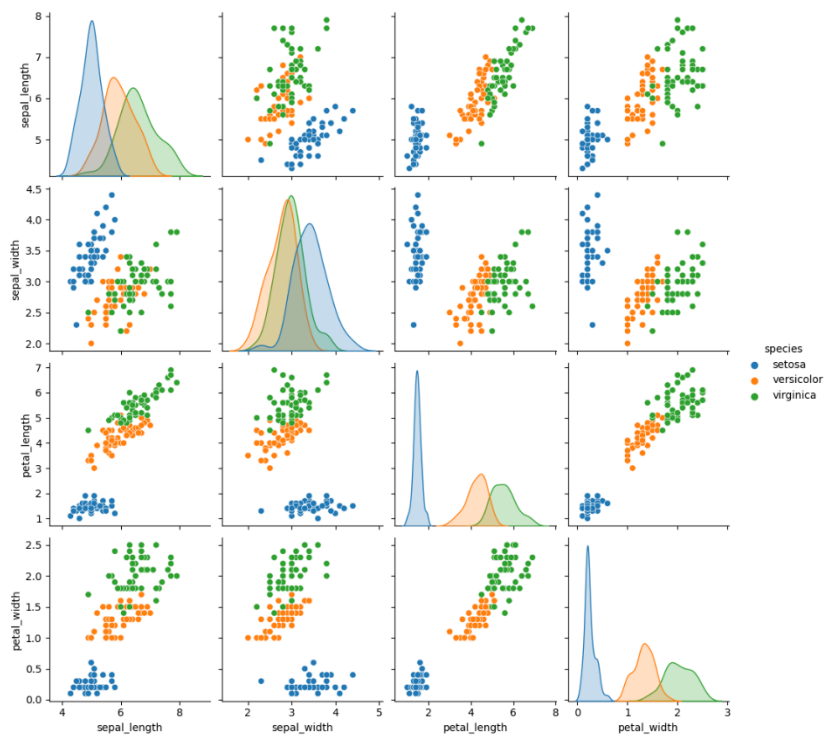 8
7
6
5
sepal_length
4.5
4.0
3.5
3.0
2.5
2.0
sepal_width
species
setosa
versicolor
virginica
7
6
5
4
3
2
1
petal_length
2.5
2.0
1.5
1.0
0.5
0.0
petal_width
4 6 8
2 3 4 5
2 4 6 8
0 1 2 3
sepal_length
sepal_width
petal_length
petal_width